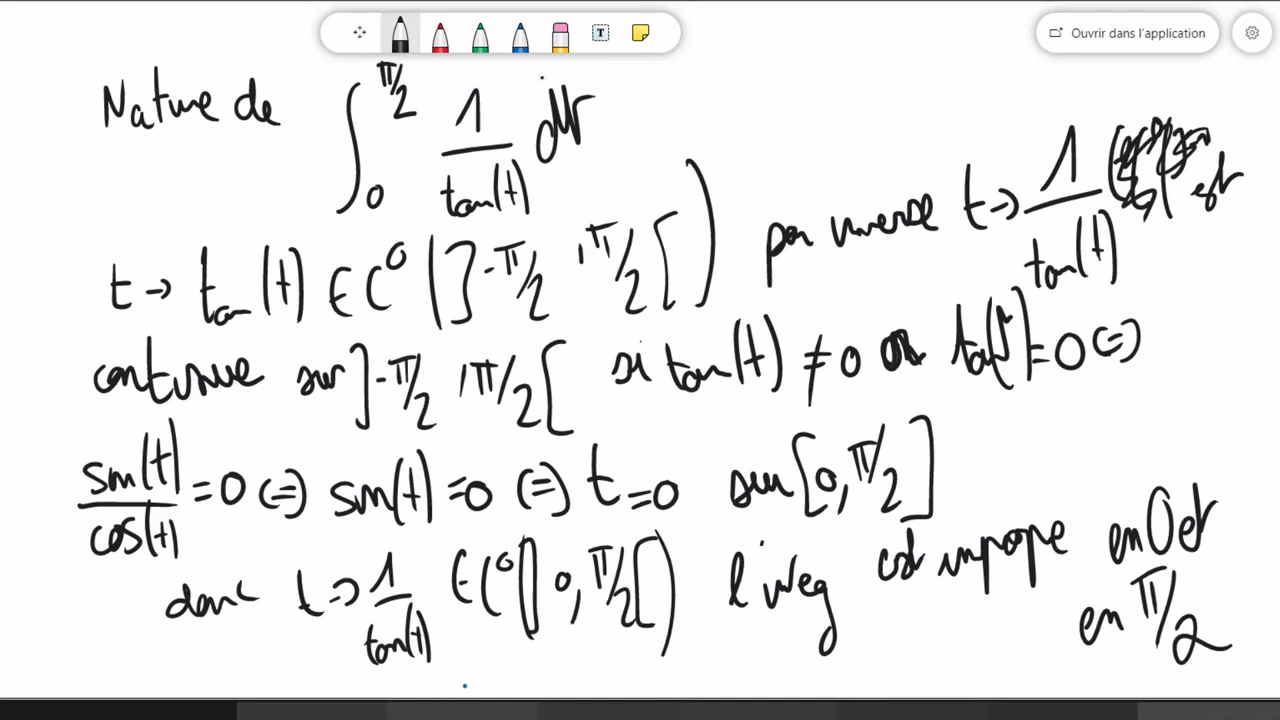 Ouvrir dans l'application
Nature de ∫₀^{π/2} 1/tan(t) dt
t → tan(t) ∈ C⁰(]-π/2, π/2[) par inverse t → 1/tan(t) est
continue sur ]-π/2, π/2[ si tan(t) ≠ 0 or tan(t) = 0 ⇔
sin(t)/cos(t) = 0 ⇔ sin(t) = 0 ⇔ t = 0 sur [0, π/2]
donc t → 1/tan(t) ∈ C⁰(]0, π/2[) l'integ est impropre en 0 et
en π/2